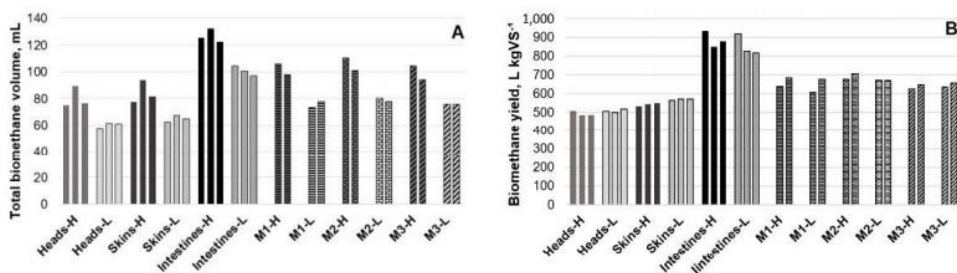 A
Total biomethane volume, mL
140
120
100
80
60
40
20
0
Heads-H
Heads-L
Skins-H
Skins-L
Intestines-H
Intestines-L
M1-H
M1-L
M2-H
M2-L
M3-H
M3-L
B
Biomethane yield, L kgVS⁻¹
1,000
900
800
700
600
500
400
300
200
100
0
Heads-H
Heads-L
Skins-H
Skins-L
Intestines-H
Iintestines-L
M1-H
M1-L
M2-H
M2-L
M3-H
M3-L